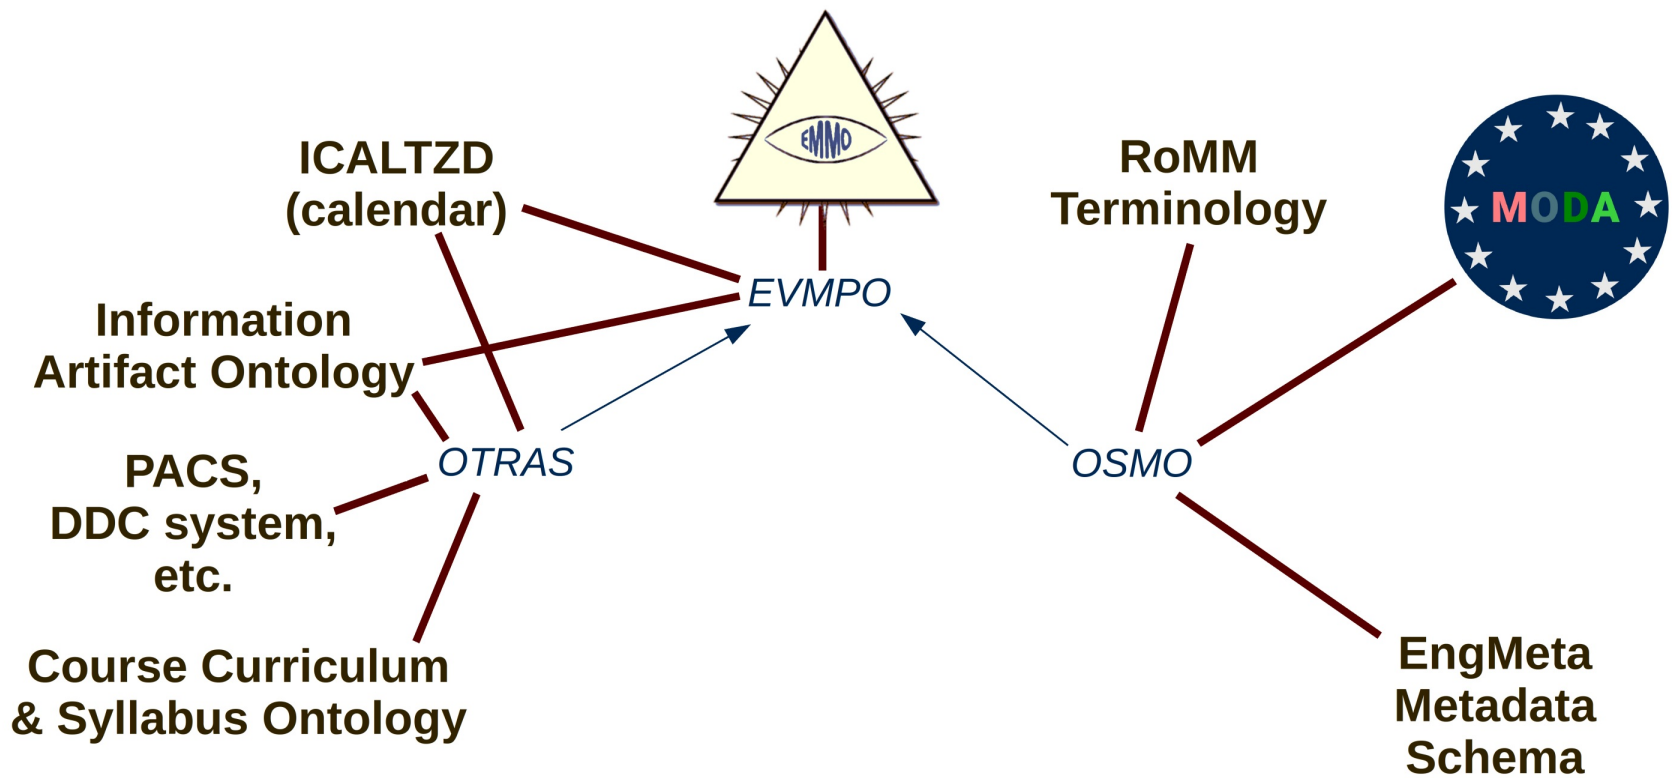 EMMO
ICALTZD
(calendar)
RoMM
Terminology
MODA
EVMPO
Information
Artifact Ontology
OTRAS
OSMO
PACS,
DDC system,
etc.
Course Curriculum
& Syllabus Ontology
EngMeta
Metadata
Schema